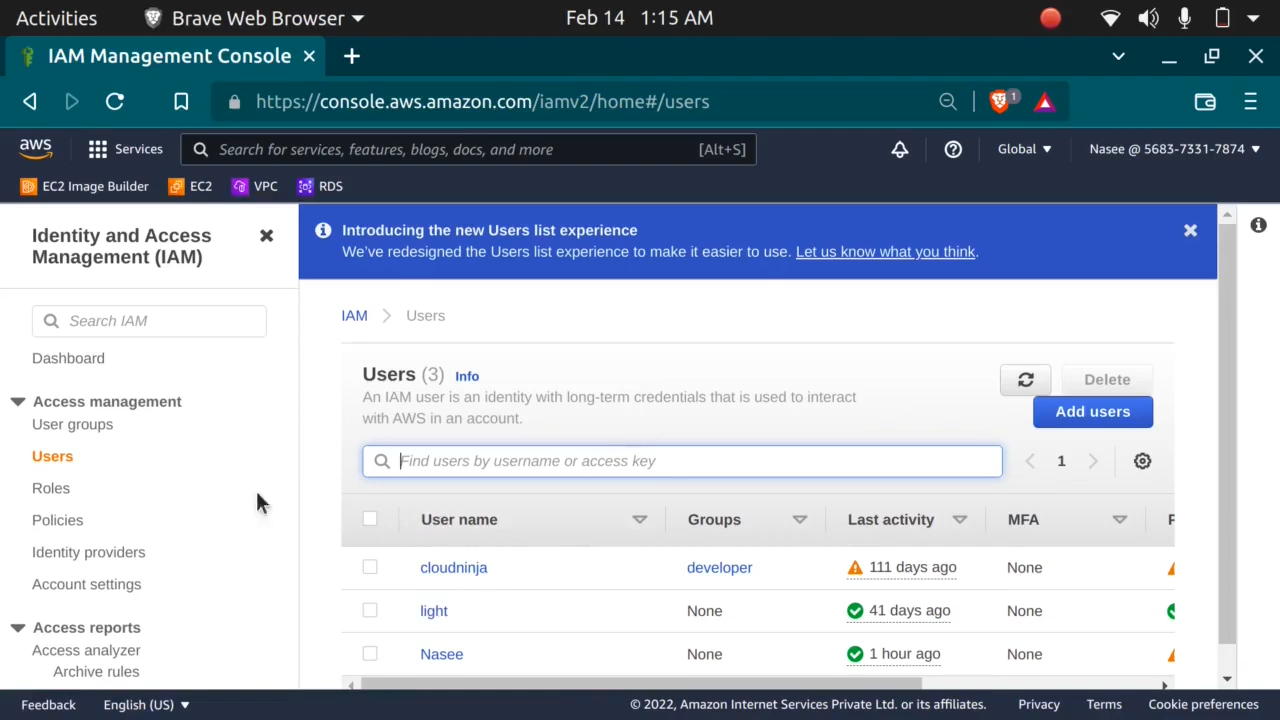 Activities
Brave Web Browser
Feb 14 1:15 AM
IAM Management Console
https://console.aws.amazon.com/iamv2/home#/users
1
aws
Services
Search for services, features, blogs, docs, and more
[Alt+S]
Global
Nasee @ 5683-7331-7874
EC2 Image Builder
EC2
VPC
RDS
Identity and Access
Management (IAM)
Search IAM
Dashboard
Access management
User groups
Users
Roles
Policies
Identity providers
Account settings
Access reports
Access analyzer
Archive rules
Introducing the new Users list experience
We've redesigned the Users list experience to make it easier to use. Let us know what you think.
IAM
Users
Users (3) Info
An IAM user is an identity with long-term credentials that is used to interact
with AWS in an account.
Delete
Add users
Find users by username or access key
1
User name
Groups
Last activity
MFA
cloudninja
developer
111 days ago
None
light
None
41 days ago
None
Nasee
None
1 hour ago
None
Feedback
English (US)
© 2022, Amazon Internet Services Private Ltd. or its affiliates.
Privacy
Terms
Cookie preferences